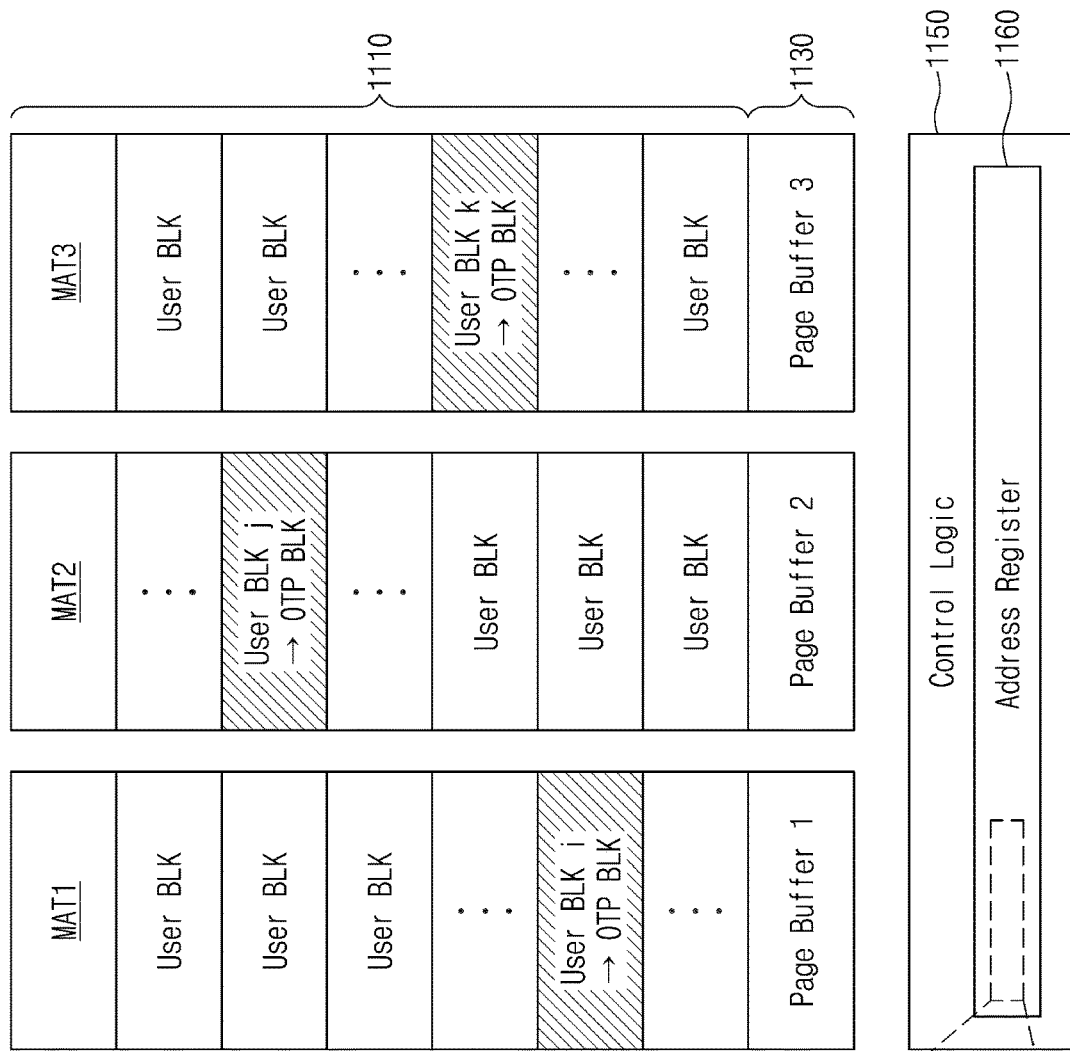 MAT1
User BLK
User BLK
User BLK
. . .
User BLK i
→ OTP BLK
. . .
Page Buffer 1
MAT2
. . .
User BLK j
→ OTP BLK
. . .
User BLK
User BLK
User BLK
Page Buffer 2
MAT3
User BLK
User BLK
. . .
User BLK k
→ OTP BLK
. . .
User BLK
Page Buffer 3
1110
1130
Control Logic
Address Register
1150
1160